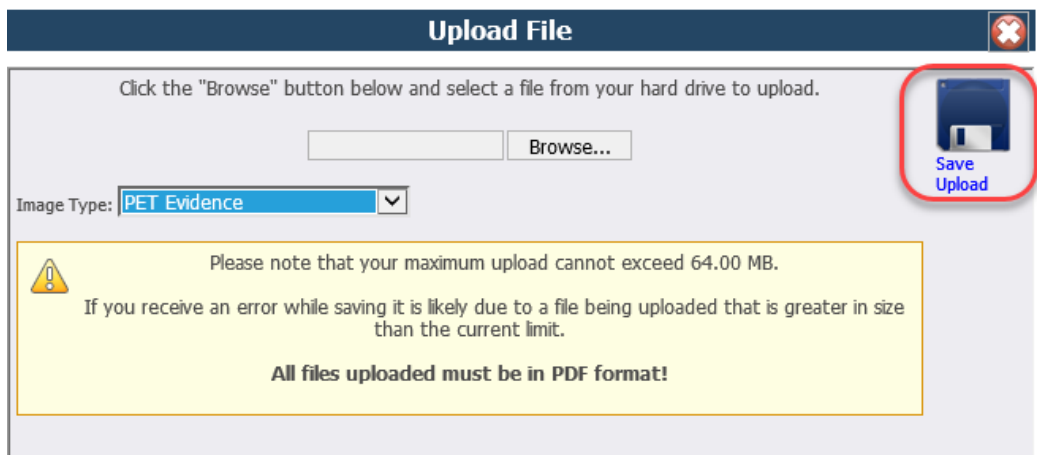 Upload File
Click the "Browse" button below and select a file from your hard drive to upload.
Browse...
Save
Upload
Image Type: PET Evidence
Please note that your maximum upload cannot exceed 64.00 MB.
If you receive an error while saving it is likely due to a file being uploaded that is greater in size
than the current limit.
All files uploaded must be in PDF format!